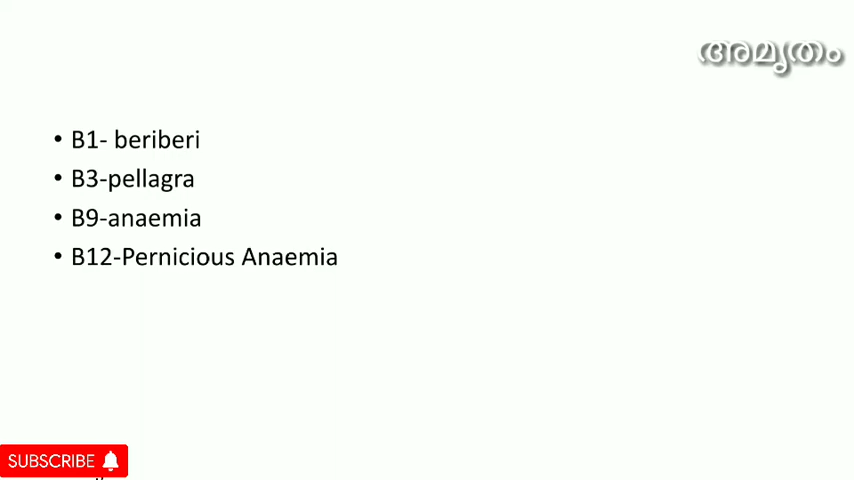 അമൃതം
• B1- beriberi
• B3-pellagra
• B9-anaemia
• B12-Pernicious Anaemia
SUBSCRIBE